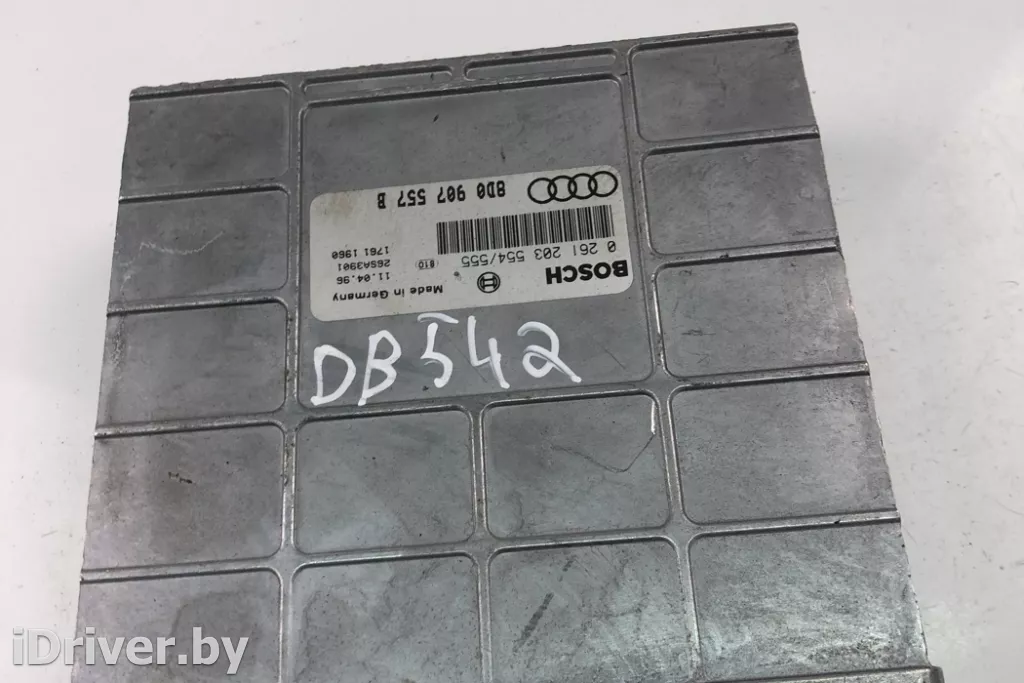 8D0 907 557 B
0 261 203 554/555
BOSCH
1761 1960
26SA3901
11.04.96
810
Made in Germany
DB542
iDriver.by